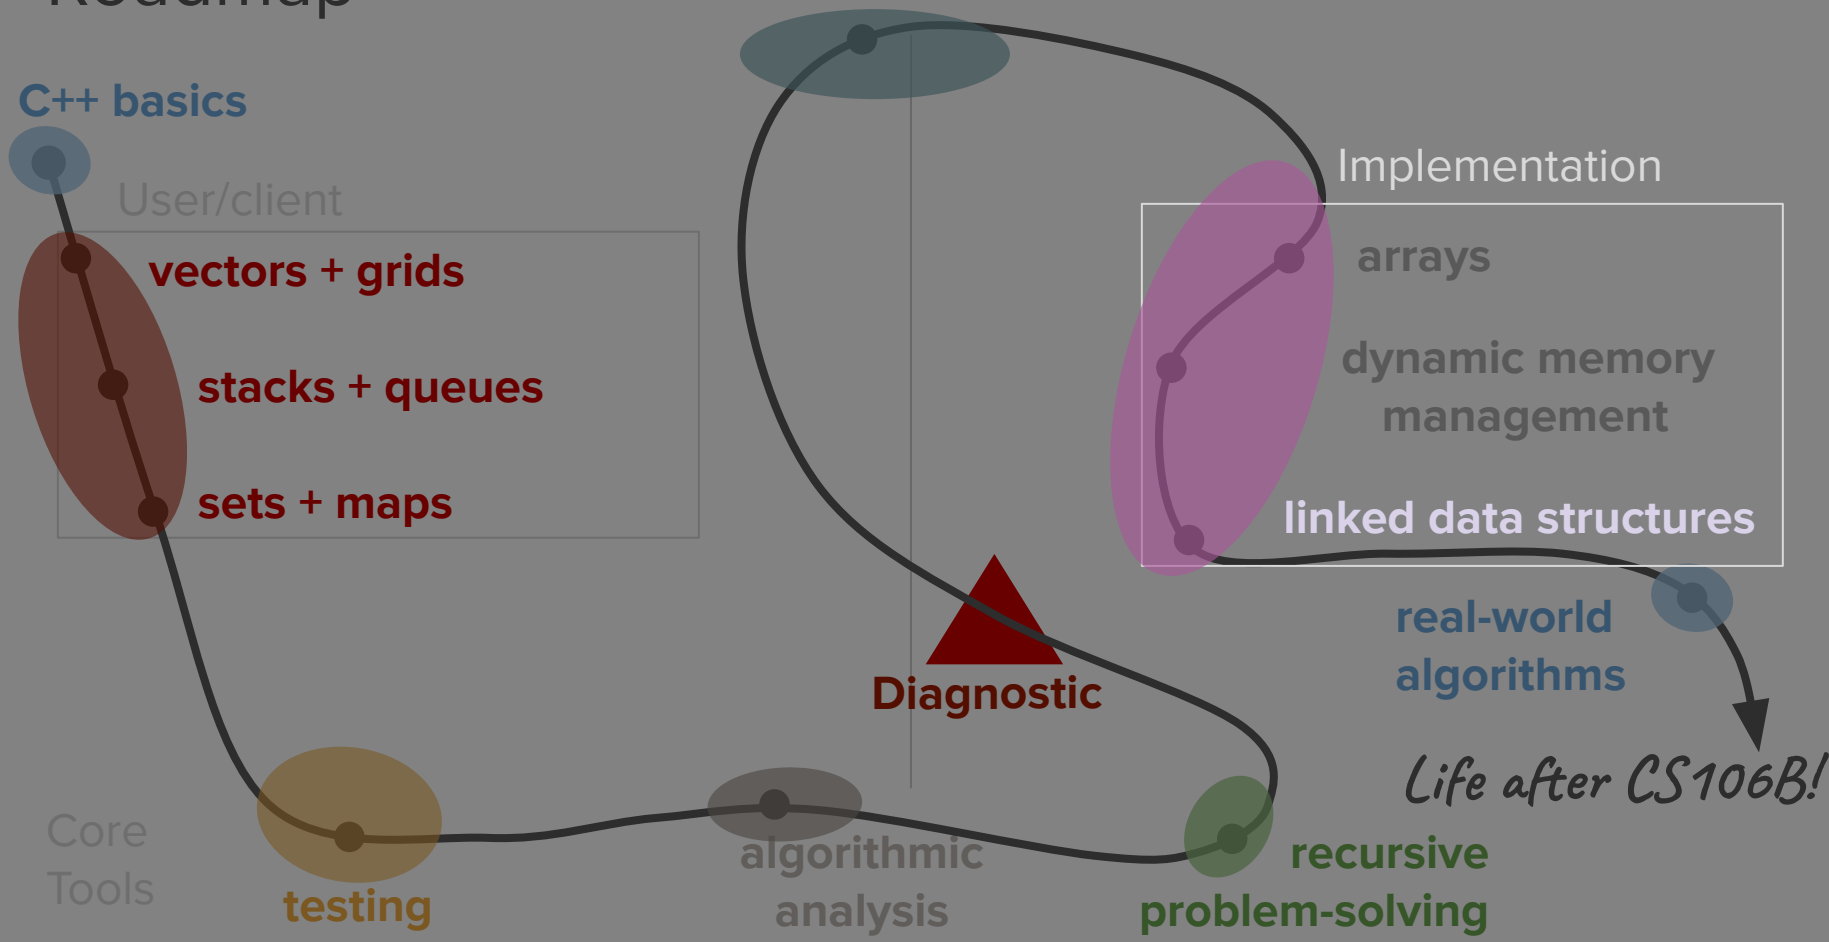 Roadmap
C++ basics
User/client
vectors + grids
stacks + queues
sets + maps
Core
Tools
testing
algorithmic
analysis
Diagnostic
recursive
problem-solving
Implementation
arrays
dynamic memory
management
linked data structures
real-world
algorithms
Life after CS106B!